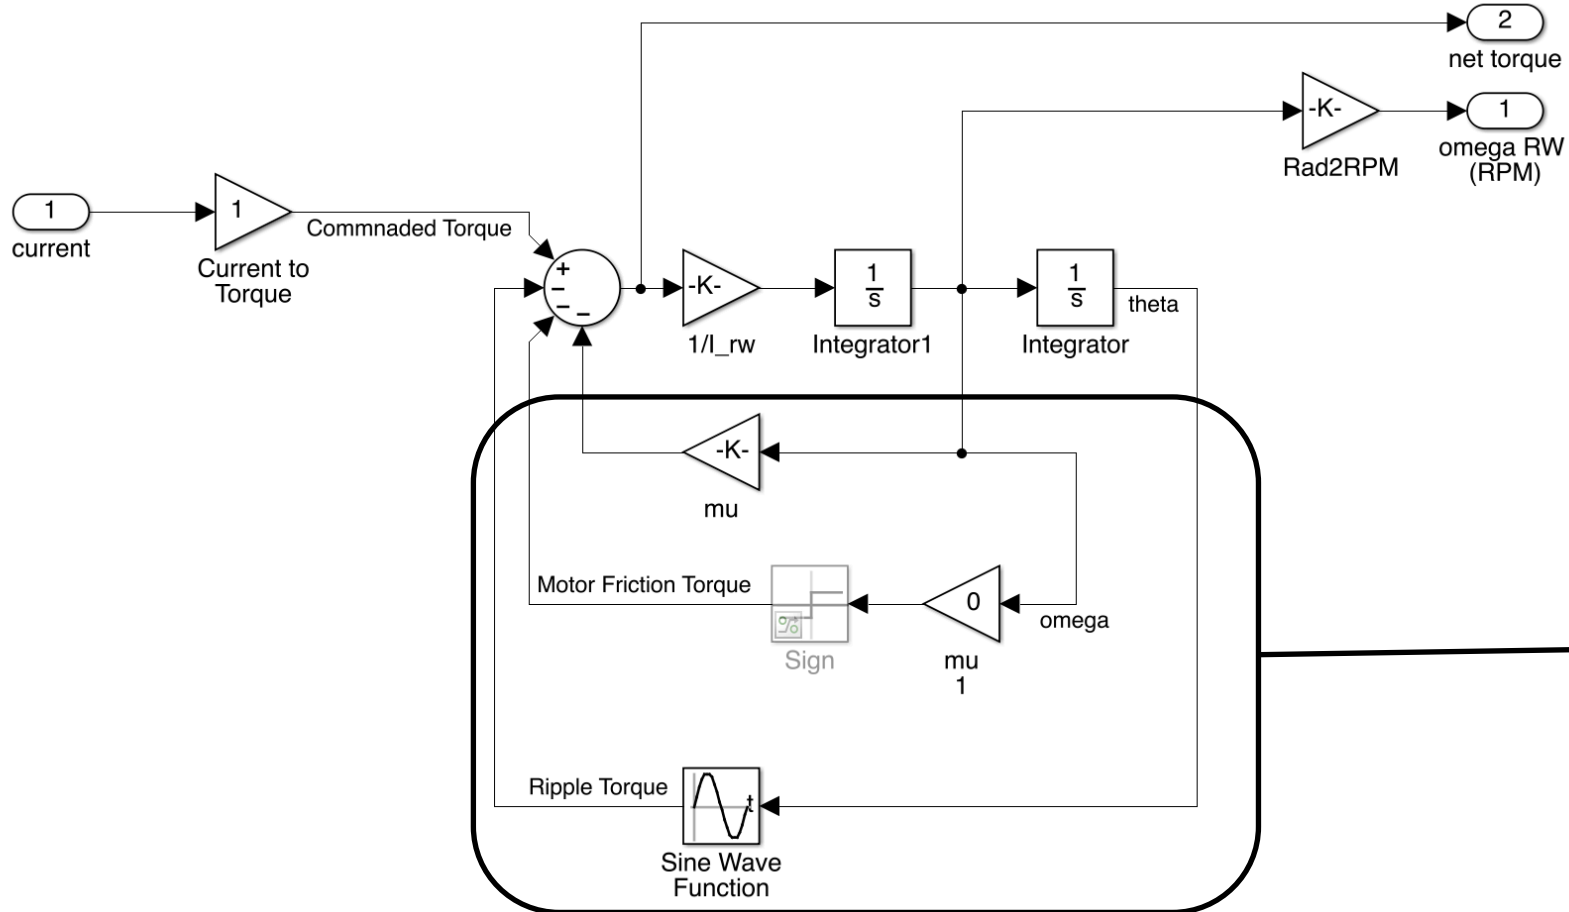 2
net torque
-K-
Rad2RPM
1
omega RW
(RPM)
1
current
1
Current to
Torque
Commnaded Torque
+
−
−
−
-K-
1/I_rw
1
s
Integrator1
1
s
Integrator
theta
-K-
mu
Motor Friction Torque
Sign
0
mu
1
omega
Ripple Torque
t
Sine Wave
Function